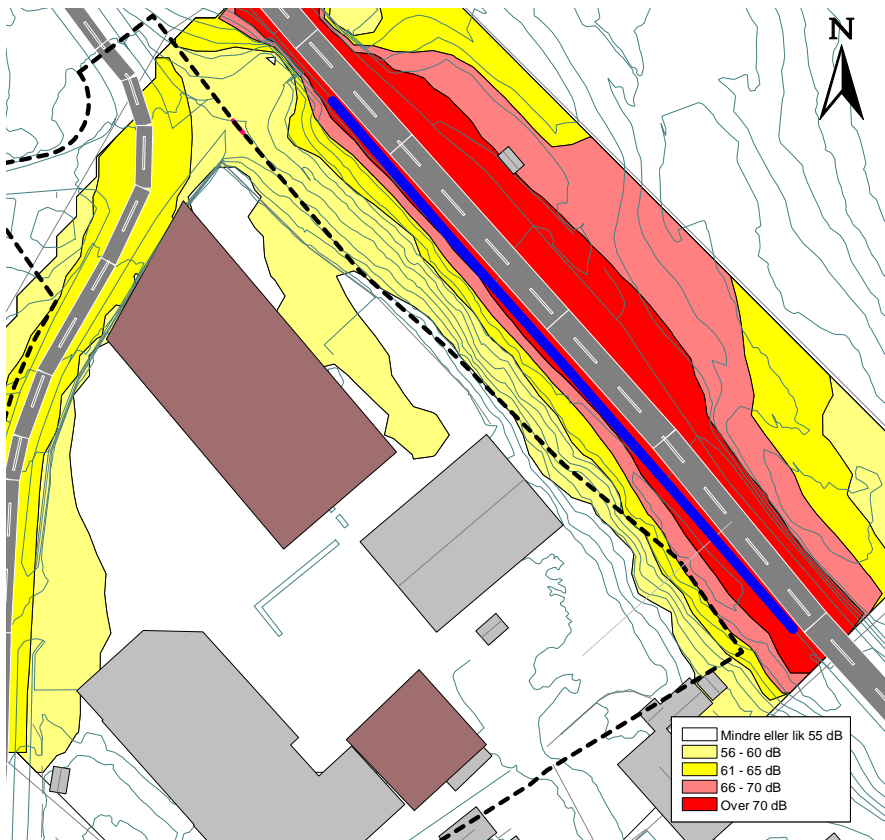 N
Mindre eller lik 55 dB
56 - 60 dB
61 - 65 dB
66 - 70 dB
Over 70 dB